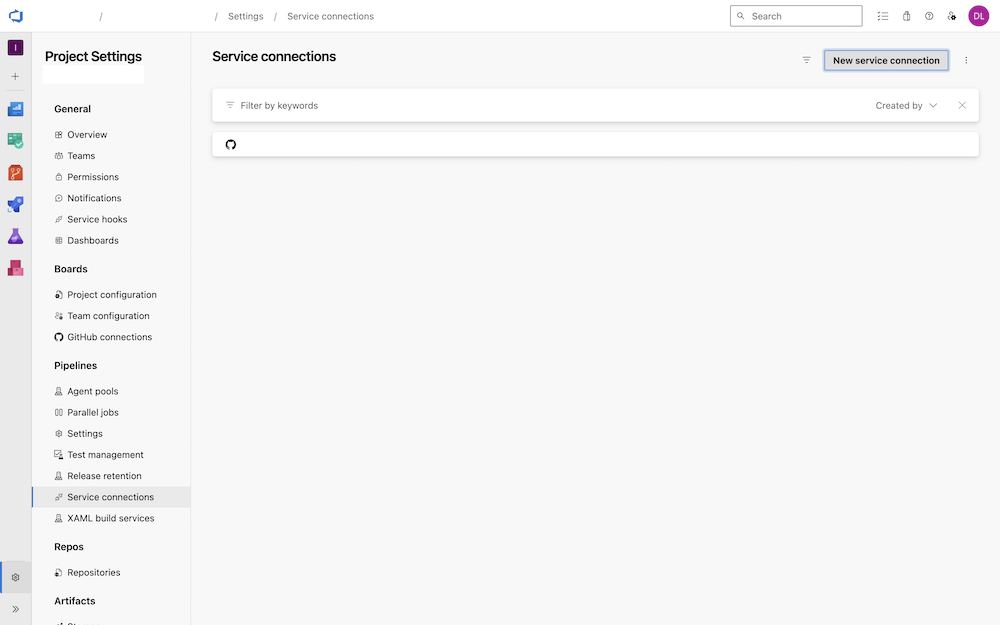 / / Settings / Service connections
Search
DL
I
Project Settings
Service connections
New service connection
Filter by keywords
Created by
General
Overview
Teams
Permissions
Notifications
Service hooks
Dashboards
Boards
Project configuration
Team configuration
GitHub connections
Pipelines
Agent pools
Parallel jobs
Settings
Test management
Release retention
Service connections
XAML build services
Repos
Repositories
Artifacts